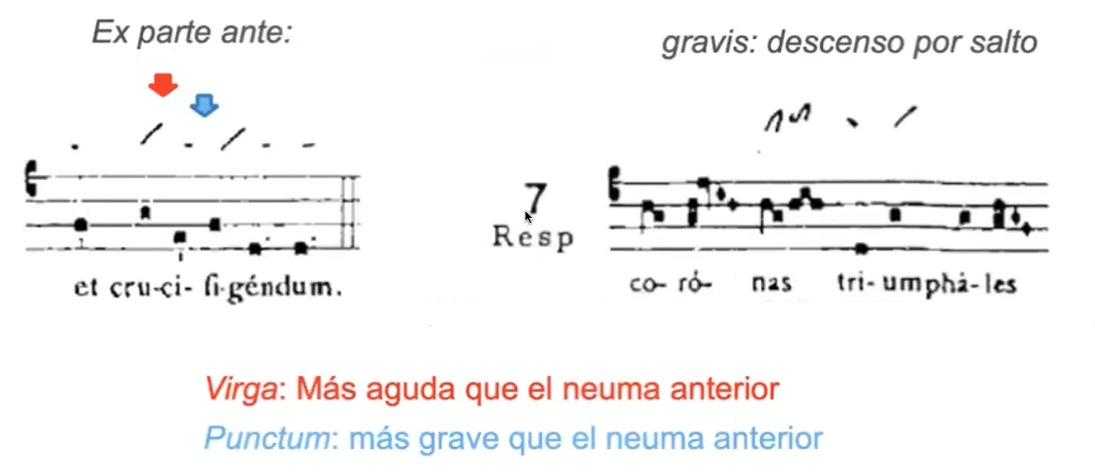 Ex parte ante:
gravis: descenso por salto
7
Resp
et cru-ci- fi-géndum.
co- ró- nas tri- umphá- les
Virga: Más aguda que el neuma anterior
Punctum: más grave que el neuma anterior